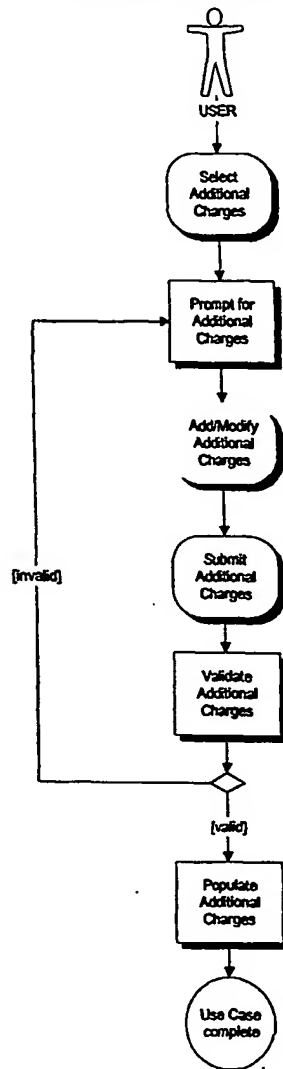 USER
Select
Additional
Charges
Prompt for
Additional
Charges
Add/Modify
Additional
Charges
Submit
Additional
Charges
[invalid]
Validate
Additional
Charges
[valid]
Populate
Additional
Charges
Use Case
complete